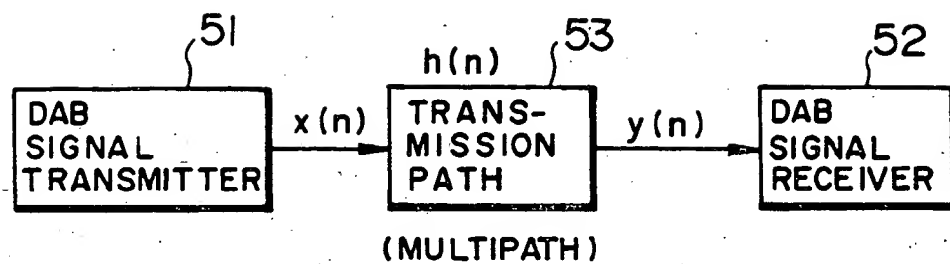 51
53
52
h(n)
DAB
SIGNAL
TRANSMITTER
x(n)
TRANS-
MISSION
PATH
y(n)
DAB
SIGNAL
RECEIVER
(MULTIPATH)